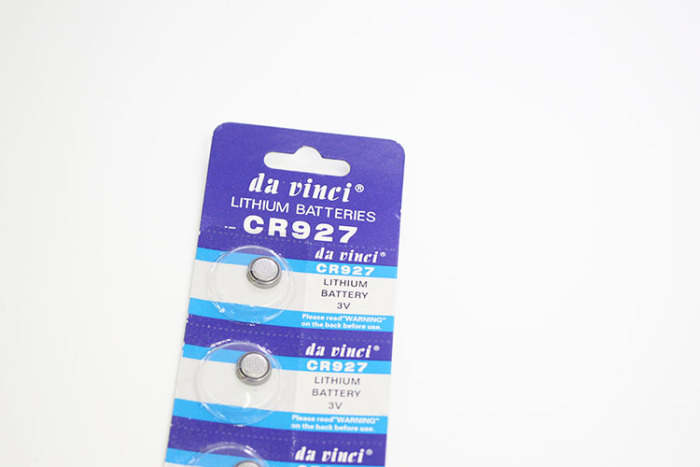 da vinci®
LITHIUM BATTERIES
CR927
da vinci®
CR927
LITHIUM
BATTERY
3V
Please read"WARNING"
on the back before use.
da vinci®
CR927
LITHIUM
BATTERY
3V
Please read"WARNING"
on the back before use.
da vinci®